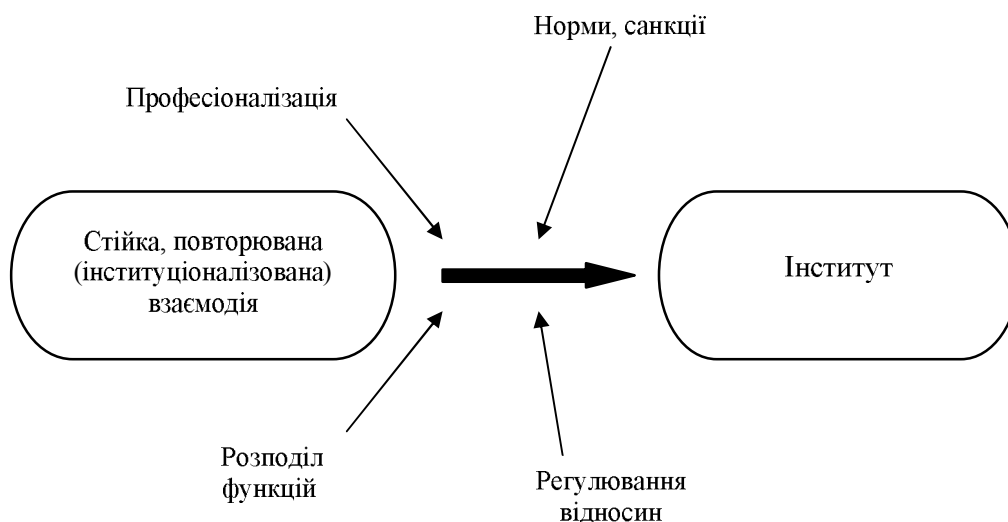 Норми, санкції
Професіоналізація
Стійка, повторювана
(інституціоналізована)
взаємодія
Інститут
Розподіл
функцій
Регулювання
відносин